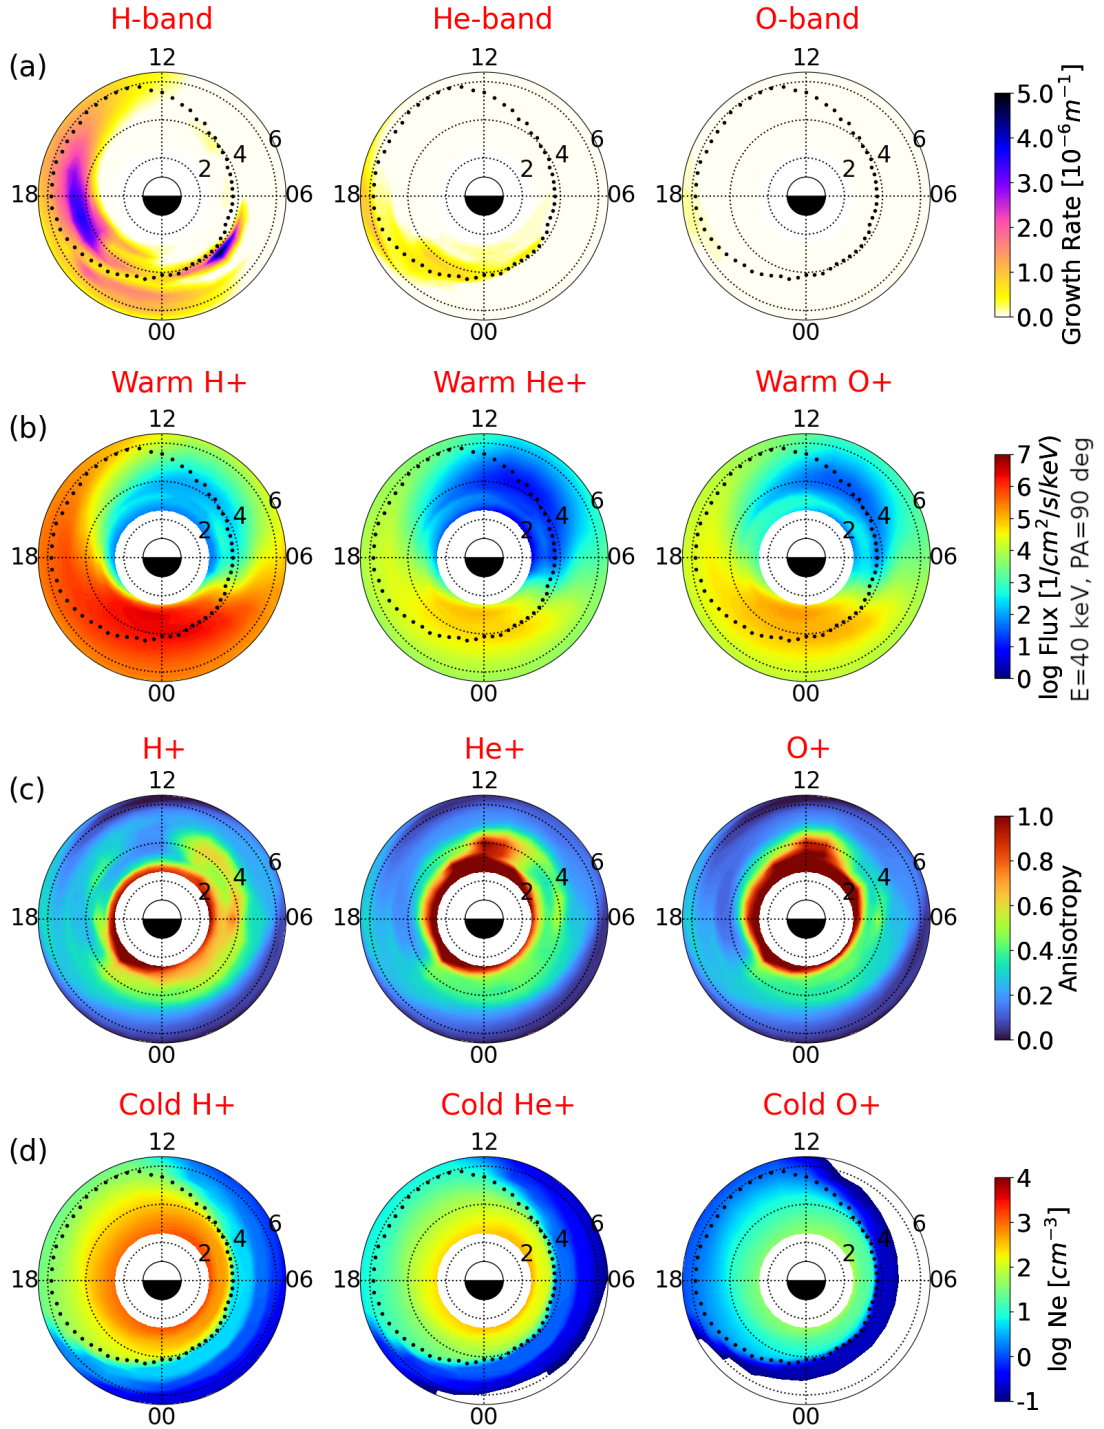 H-band He-band O-band
(a) 12 12 12
2 4 6 2 4 6 2 4 6
18 06 18 06 18 06
00 00 00
5.0
4.0
3.0
2.0
1.0
0.0
Growth Rate [10⁻⁶m⁻¹]
Warm H+ Warm He+ Warm O+
(b) 12 12 12
2 4 6 2 4 6 2 4 6
18 06 18 06 18 06
00 00 00
7
6
5
4
3
2
1
0
log Flux [1/cm²/s/keV)
E=40 keV, PA=90 deg
H+ He+ O+
(c) 12 12 12
2 4 6 2 4 6 2 4 6
18 06 18 06 18 06
00 00 00
1.0
0.8
0.6
0.4
0.2
0.0
Anisotropy
Cold H+ Cold He+ Cold O+
(d) 12 12 12
2 4 6 2 4 6 2 4 6
18 06 18 06 18 06
00 00 00
4
3
2
1
0
-1
log Ne [cm⁻³]